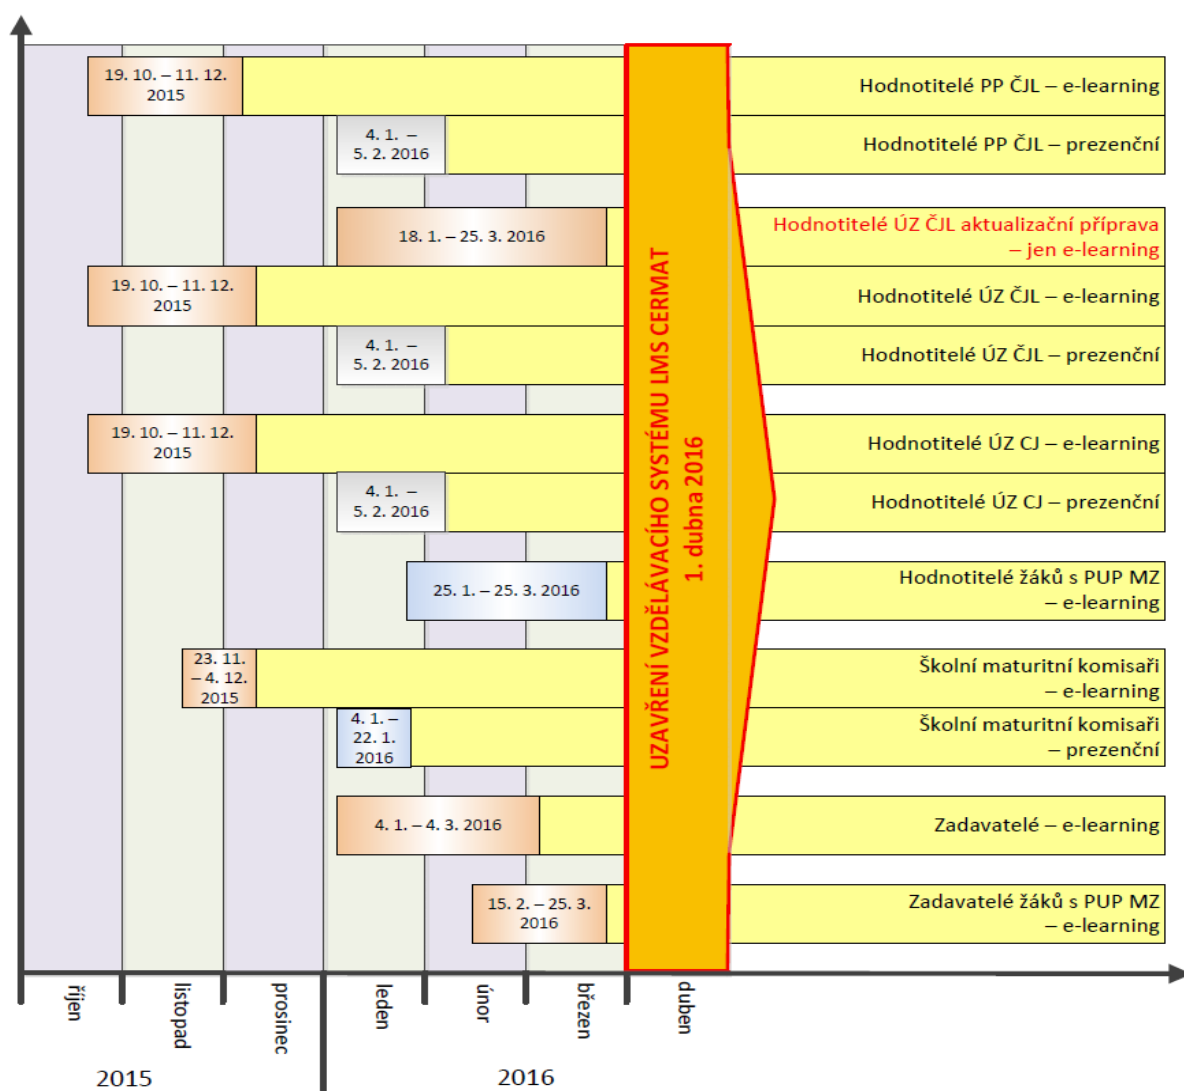 19. 10. – 11. 12.
2015
Hodnotitelé PP ČJL – e-learning
4. 1. –
5. 2. 2016
Hodnotitelé PP ČJL – prezenční
18. 1. – 25. 3. 2016
Hodnotitelé ÚZ ČJL aktualizační příprava
– jen e-learning
19. 10. – 11. 12.
2015
Hodnotitelé ÚZ ČJL – e-learning
4. 1. –
5. 2. 2016
Hodnotitelé ÚZ ČJL – prezenční
19. 10. – 11. 12.
2015
Hodnotitelé ÚZ CJ – e-learning
4. 1. –
5. 2. 2016
Hodnotitelé ÚZ CJ – prezenční
25. 1. – 25. 3. 2016
Hodnotitelé žáků s PUP MZ
– e-learning
23. 11.
– 4. 12.
2015
Školní maturitní komisaři
– e-learning
4. 1. –
22. 1.
2016
Školní maturitní komisaři
– prezenční
4. 1. – 4. 3. 2016
Zadavatelé – e-learning
15. 2. – 25. 3.
2016
Zadavatelé žáků s PUP MZ
– e-learning
UZAVŘENÍ VZDĚLÁVACÍHO SYSTÉMU LMS CERMAT
1. dubna 2016
říjen
listopad
prosinec
leden
únor
březen
duben
2015
2016